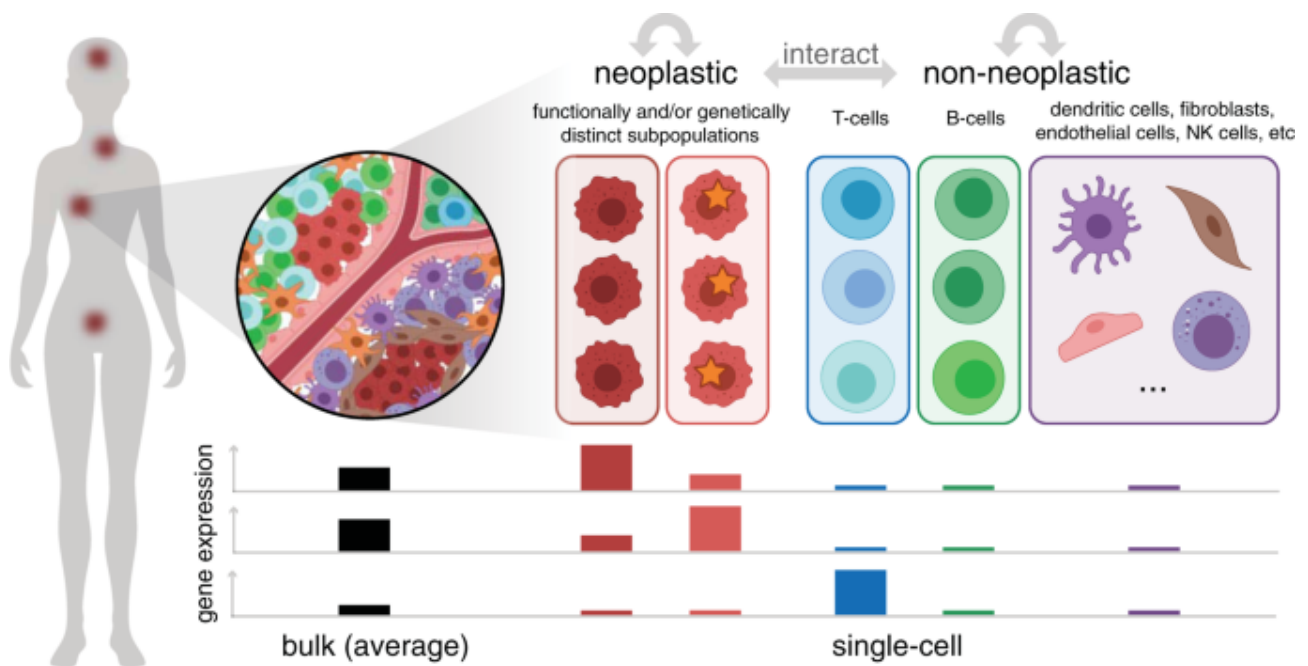 interact
neoplastic
non-neoplastic
functionally and/or genetically
distinct subpopulations
T-cells
B-cells
dendritic cells, fibroblasts,
endothelial cells, NK cells, etc
...
gene expression
bulk (average)
single-cell